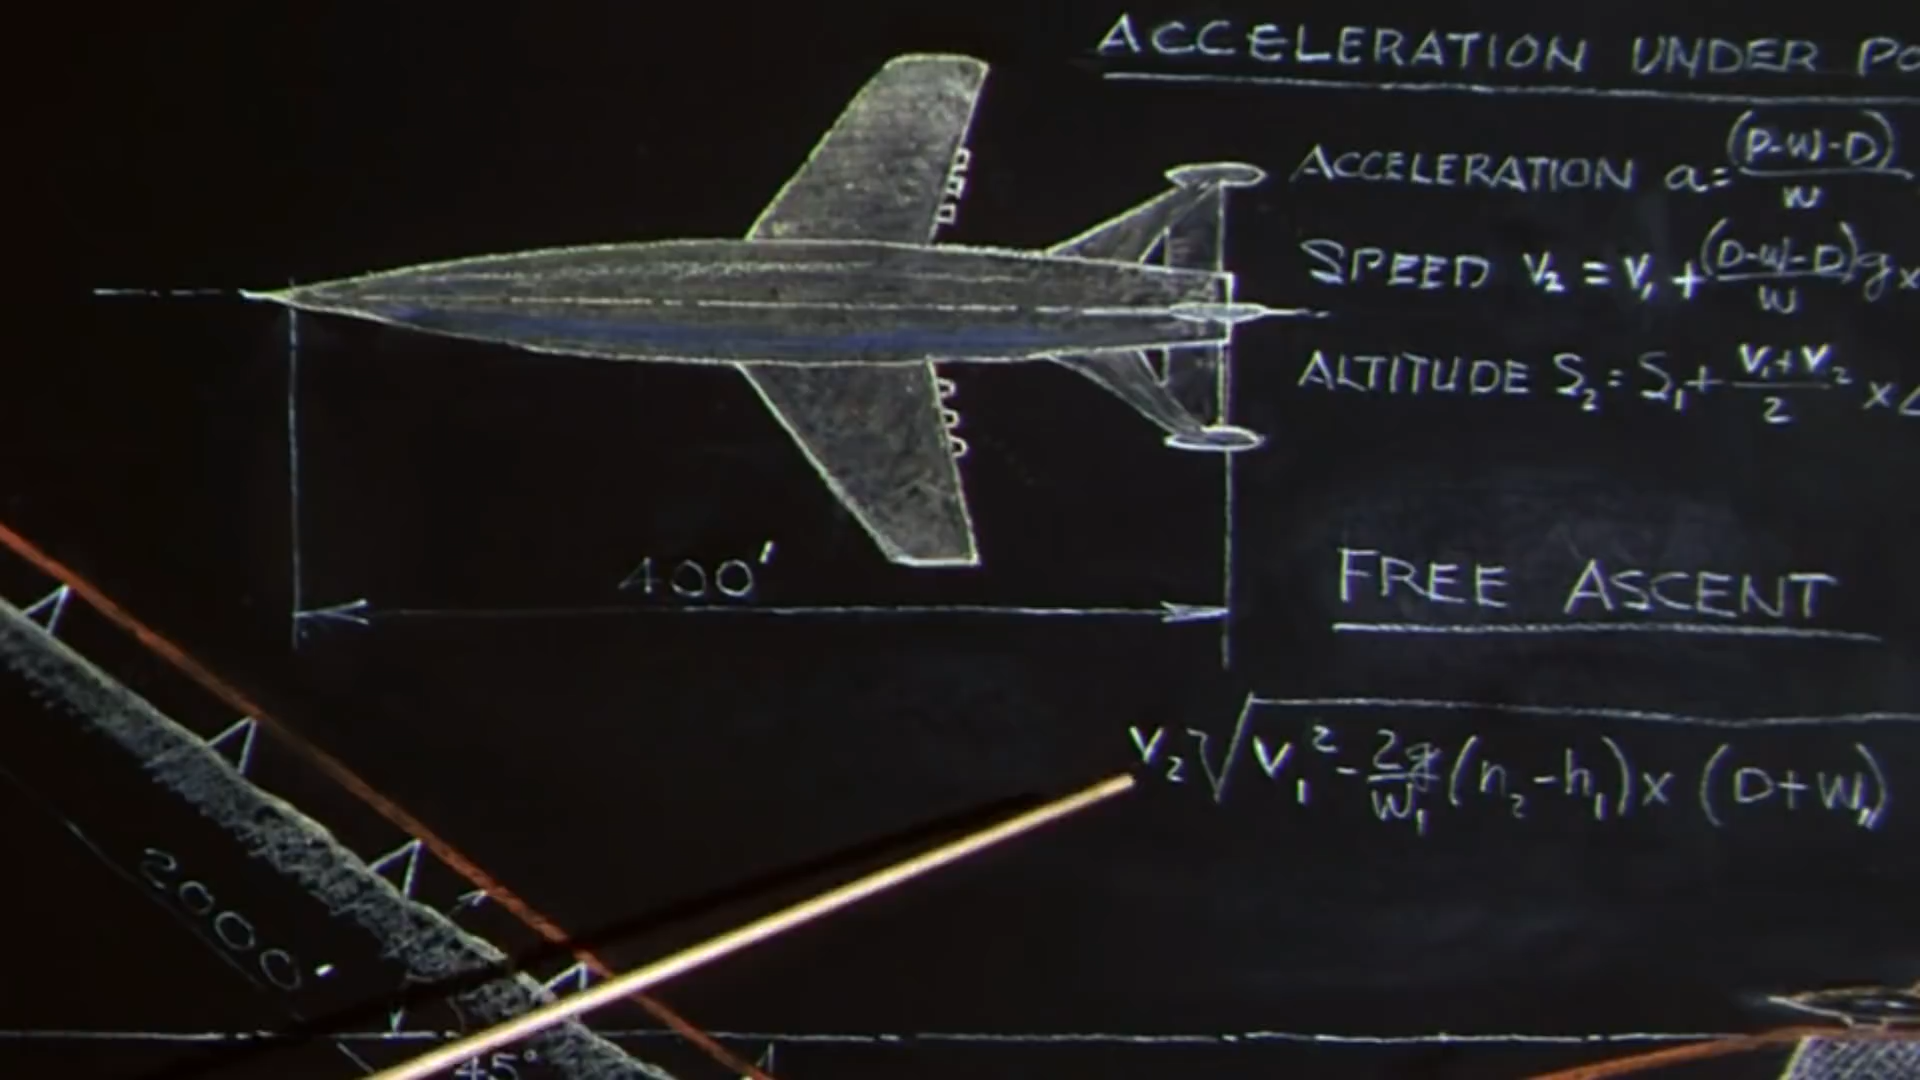 ACCELERATION UNDER PO
ACCELERATION a=(P-W-D)/W
SPEED V₂ = V₁ + (D-W-D)/W g x
ALTITUDE S₂ = S₁ + V₁+V₂/2 x Δ
400'
FREE ASCENT
V₂ √V₁² - 2g/W₁ (n₂-h₁) x (D+W₁)
2000'
45°